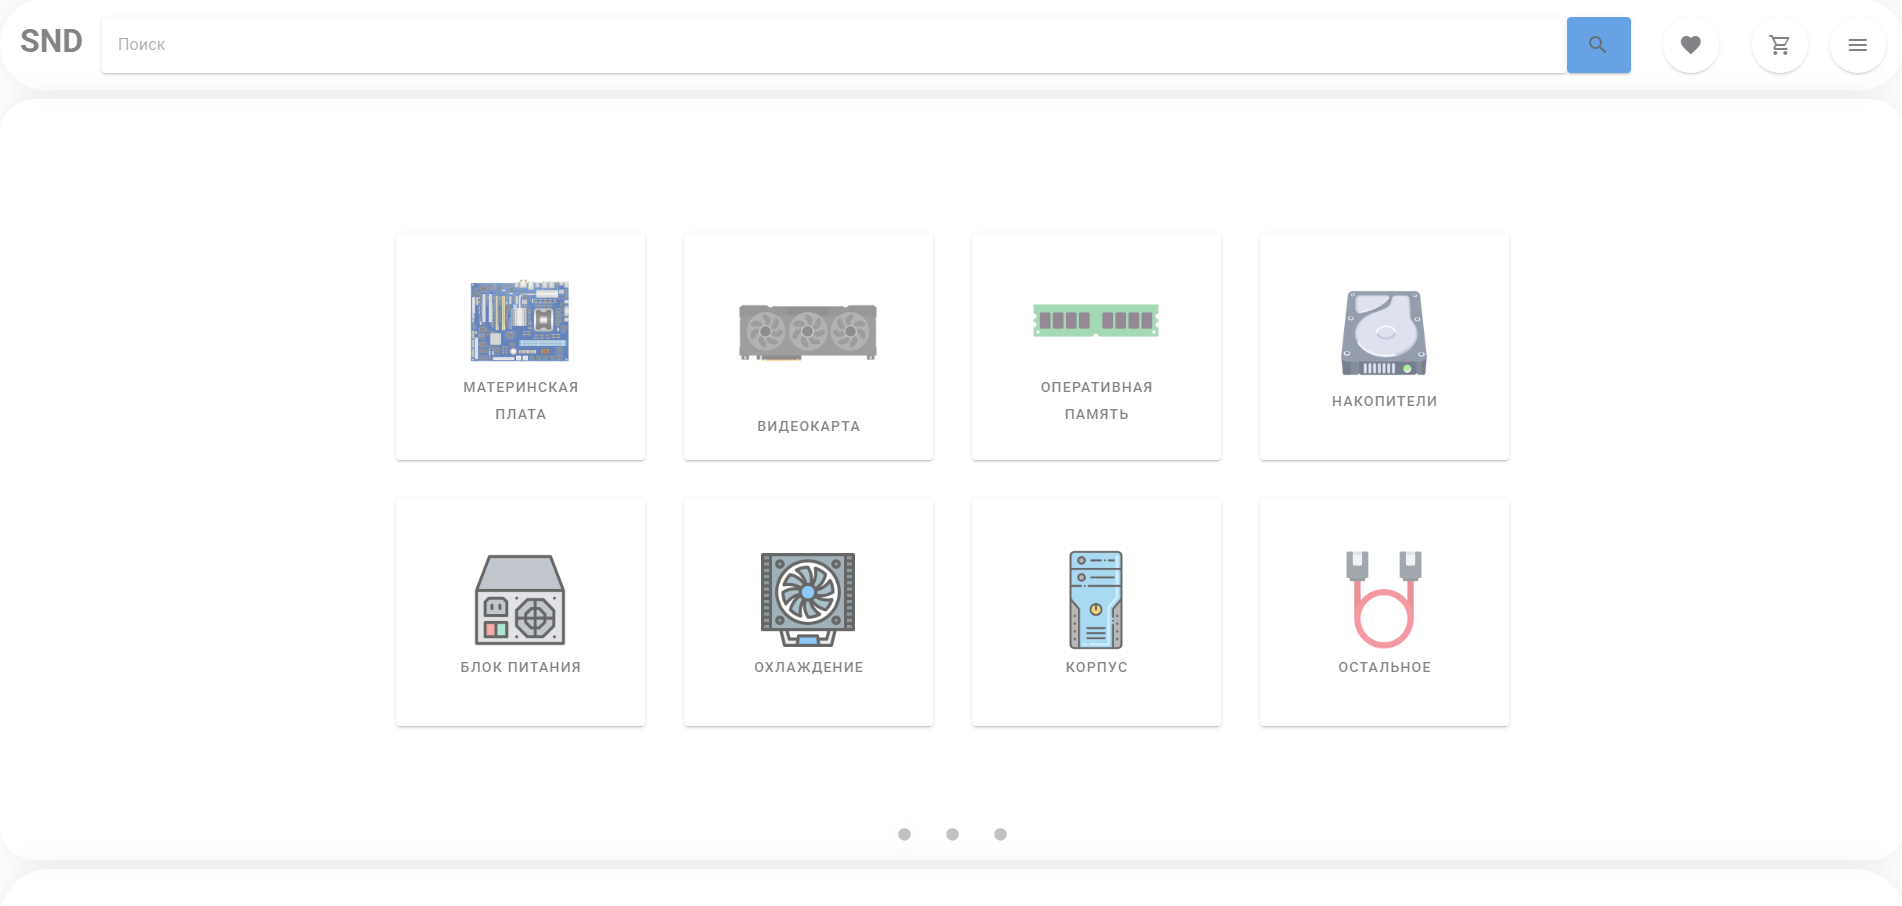 SND
Поиск
МАТЕРИНСКАЯ
ПЛАТА
ВИДЕОКАРТА
ОПЕРАТИВНАЯ
ПАМЯТЬ
НАКОПИТЕЛИ
БЛОК ПИТАНИЯ
ОХЛАЖДЕНИЕ
КОРПУС
ОСТАЛЬНОЕ